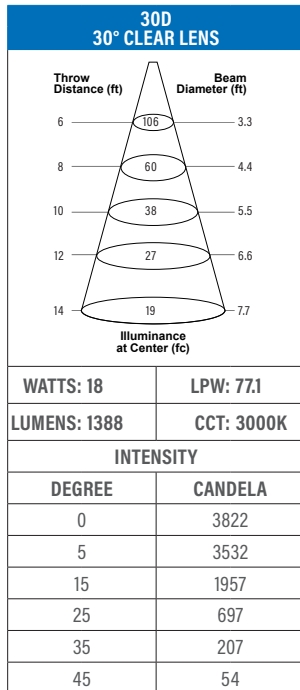 30D
30° CLEAR LENS
Throw Distance (ft)
Beam Diameter (ft)
6 106 3.3
8 60 4.4
10 38 5.5
12 27 6.6
14 19 7.7
Illuminance
at Center (fc)
WATTS: 18 LPW: 77.1
LUMENS: 1388 CCT: 3000K
INTENSITY
DEGREE CANDELA
0 3822
5 3532
15 1957
25 697
35 207
45 54